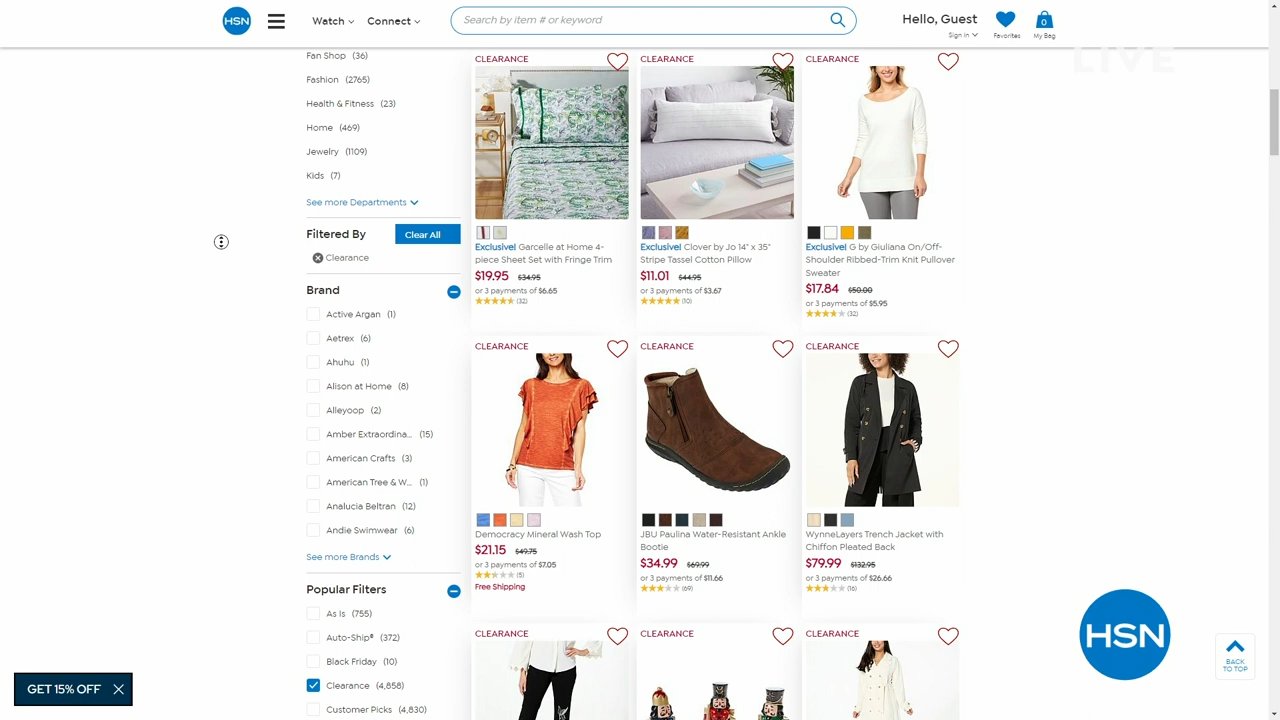 HSN
Watch
Connect
Search by item # or keyword
Hello, Guest
Sign In
Favorites
0
My Bag
LIVE
Fan Shop (36)
Fashion (2765)
Health & Fitness (23)
Home (469)
Jewelry (1109)
Kids (7)
See more Departments
Filtered By
Clear All
Clearance
Brand
Active Argan (1)
Aetrex (6)
Ahuhu (1)
Alison at Home (8)
Alleyoop (2)
Amber Extraordina... (15)
American Crafts (3)
American Tree & W... (1)
Analucia Beltran (12)
Andie Swimwear (6)
See more Brands
Popular Filters
As Is (755)
Auto-Ship® (372)
Black Friday (10)
Clearance (4,858)
Customer Picks (4,830)
CLEARANCE
Exclusive! Garcelle at Home 4-
piece Sheet Set with Fringe Trim
$19.95 $34.95
or 3 payments of $6.65
(32)
CLEARANCE
Exclusive! Clover by Jo 14" x 35"
Stripe Tassel Cotton Pillow
$11.01 $44.95
or 3 payments of $3.67
(10)
CLEARANCE
Exclusive! G by Giuliana On/Off-
Shoulder Ribbed-Trim Knit Pullover
Sweater
$17.84 $50.00
or 3 payments of $5.95
(32)
CLEARANCE
Democracy Mineral Wash Top
$21.15 $49.75
or 3 payments of $7.05
(5)
Free Shipping
CLEARANCE
JBU Paulina Water-Resistant Ankle
Bootie
$34.99 $69.99
or 3 payments of $11.66
(69)
CLEARANCE
WynneLayers Trench Jacket with
Chiffon Pleated Back
$79.99 $132.95
or 3 payments of $26.66
(16)
CLEARANCE
CLEARANCE
CLEARANCE
GET 15% OFF
HSN
BACK
TO TOP